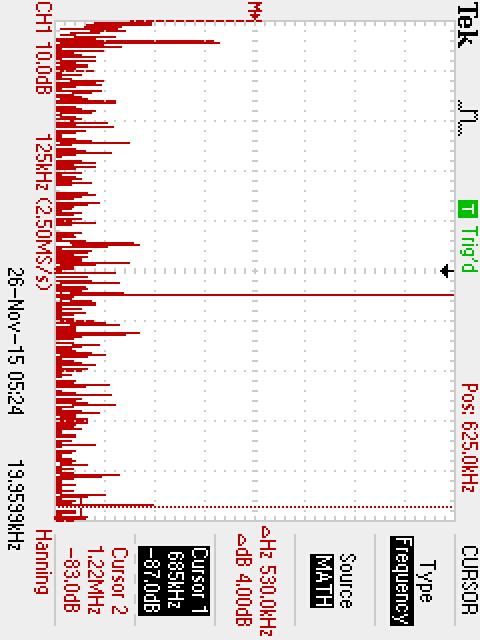 Tek
T Trig'd
Pos: 625.0kHz
CURSOR
M
Type
Frequency
Source
MATH
ΔHz 530.0kHz
ΔdB 4.00dB
Cursor 1
685kHz
-87.0dB
Cursor 2
1.22MHz
-83.0dB
CH1 10.0dB
125kHz (2.50MS/s)
Hanning
26-Nov-15 05:24
19.9599kHz